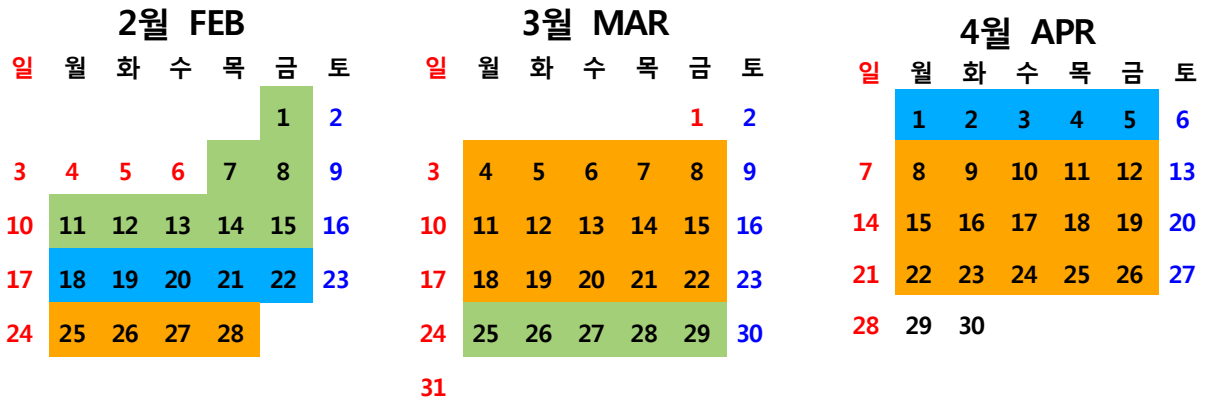 2월 FEB
일 월 화 수 목 금 토
1 2
3 4 5 6 7 8 9
10 11 12 13 14 15 16
17 18 19 20 21 22 23
24 25 26 27 28
3월 MAR
일 월 화 수 목 금 토
1 2
3 4 5 6 7 8 9
10 11 12 13 14 15 16
17 18 19 20 21 22 23
24 25 26 27 28 29 30
31
4월 APR
일 월 화 수 목 금 토
1 2 3 4 5 6
7 8 9 10 11 12 13
14 15 16 17 18 19 20
21 22 23 24 25 26 27
28 29 30